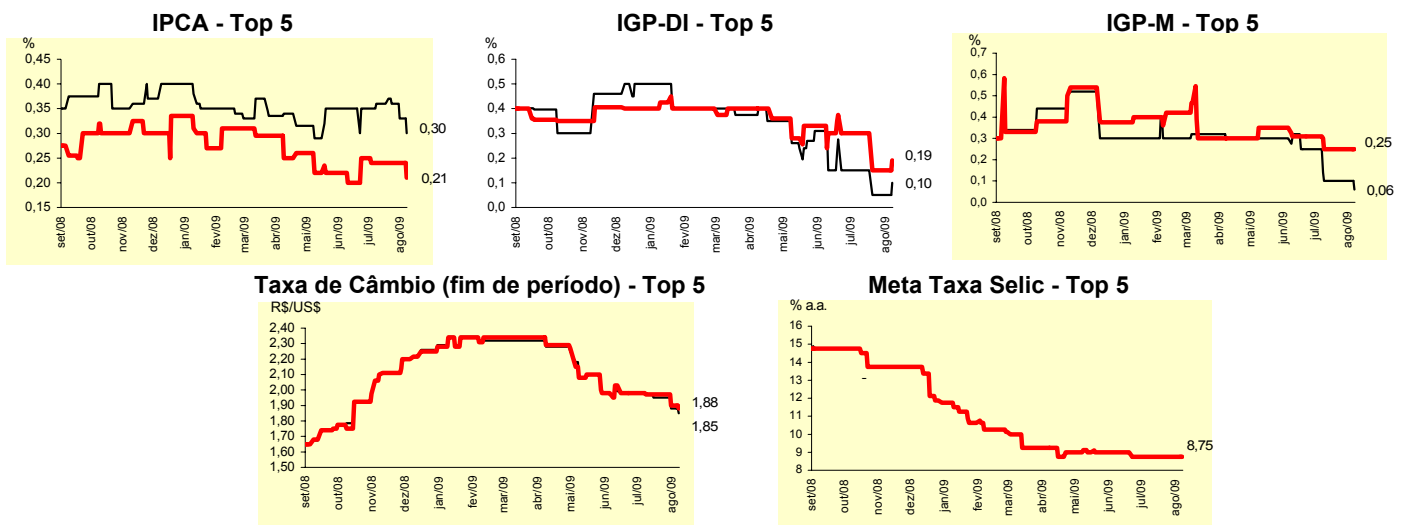 IPCA - Top 5
%
0,45
0,40
0,35
0,30
0,25
0,20
0,15
0,30
0,21
set/08
out/08
nov/08
dez/08
jan/09
fev/09
mar/09
abr/09
mai/09
jun/09
jul/09
ago/09
IGP-DI - Top 5
%
0,6
0,5
0,4
0,3
0,2
0,1
0,0
0,19
0,10
set/08
out/08
nov/08
dez/08
jan/09
fev/09
mar/09
abr/09
mai/09
jun/09
jul/09
ago/09
IGP-M - Top 5
%
0,7
0,6
0,5
0,4
0,3
0,2
0,1
0,0
0,25
0,06
set/08
out/08
nov/08
dez/08
jan/09
fev/09
mar/09
abr/09
mai/09
jun/09
jul/09
ago/09
Taxa de Câmbio (fim de período) - Top 5
R$/US$
2,40
2,30
2,20
2,10
2,00
1,90
1,80
1,70
1,60
1,50
1,88
1,85
set/08
out/08
nov/08
dez/08
jan/09
fev/09
mar/09
abr/09
mai/09
jun/09
jul/09
ago/09
Meta Taxa Selic - Top 5
% a.a.
16
15
14
13
12
11
10
9
8
8,75
set/08
out/08
nov/08
dez/08
jan/09
fev/09
mar/09
abr/09
mai/09
jun/09
jul/09
ago/09